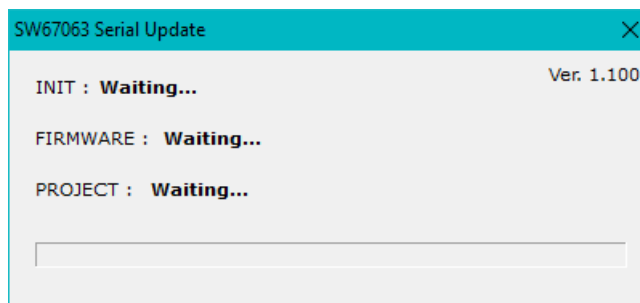 SW67063 Serial Update
Ver. 1.100
INIT : Waiting...
FIRMWARE : Waiting...
PROJECT : Waiting...